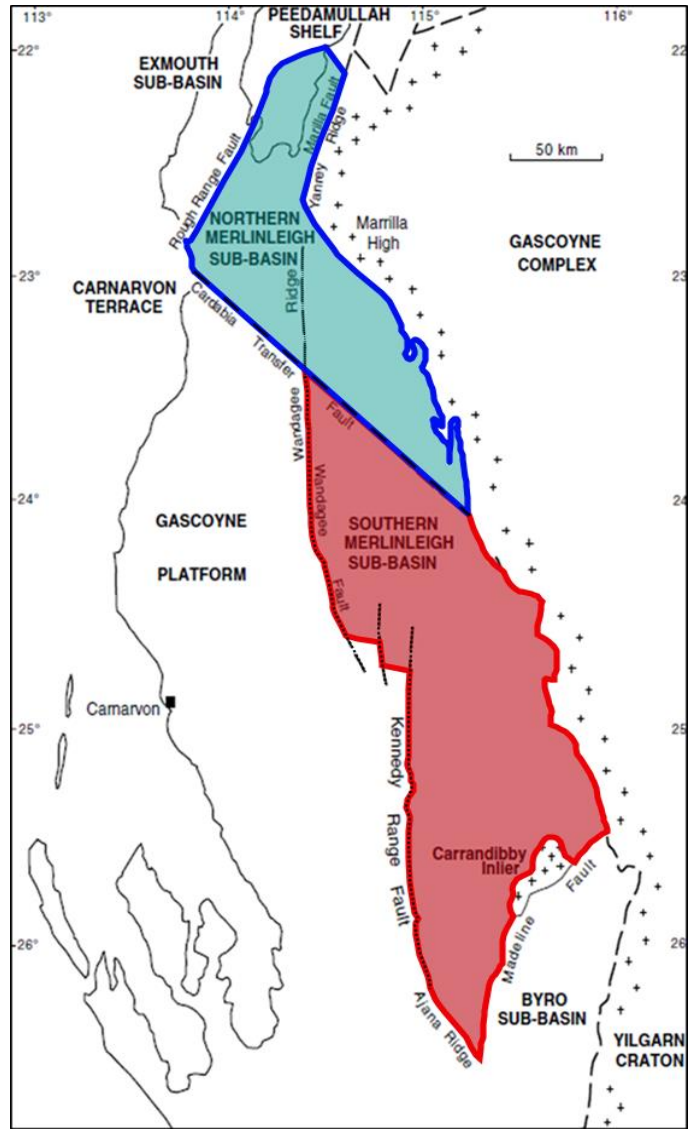 113°
114°
PEEDAMULLAH
SHELF
115°
116°
22°
22
EXMOUTH
SUB-BASIN
Marilla Fault
Ridge
50 km
Rough Range Fault
Yanrey
NORTHERN
MERLINLEIGH
SUB-BASIN
Marrilla
High
GASCOYNE
COMPLEX
23°
23
CARNARVON
TERRACE
Ridge
Cardabia
Transfer
Fault
Wandagee
24°
24
Wandagee
Fault
GASCOYNE
PLATFORM
SOUTHERN
MERLINLEIGH
SUB-BASIN
Carnarvon
25°
25
Kennedy
Range
Fault
Carrandibby
Inlier
Fault
Madeline
26°
26
Ajana Ridge
BYRO
SUB-BASIN
YILGARN
CRATON